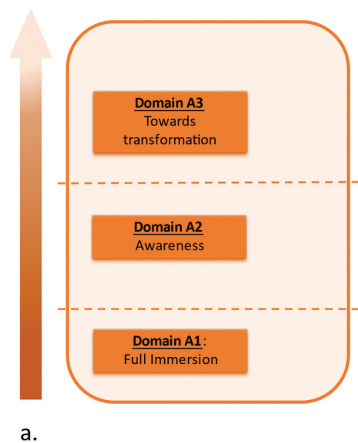 Domain A3
Towards
transformation
Domain A2
Awareness
Domain A1:
Full Immersion
a.